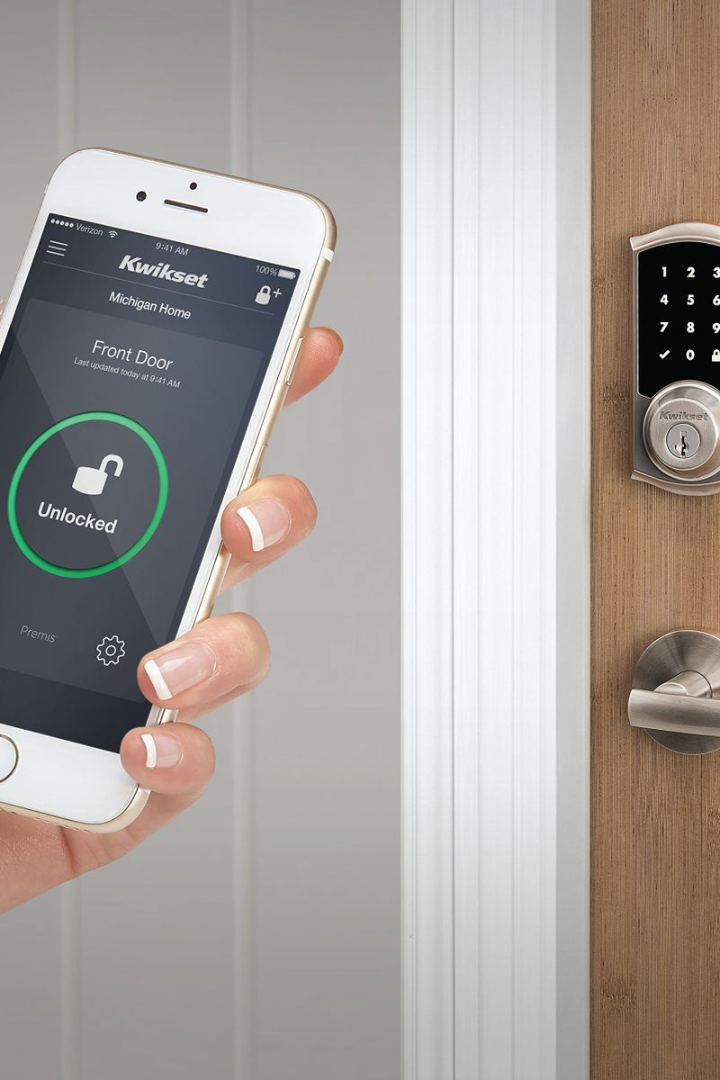 Verizon 9:41 AM 100%
Kwikset
Michigan Home
Front Door
Last updated today at 9:41 AM
Unlocked
Premis
1 2 3
4 5 6
7 8 9
0
Kwikset